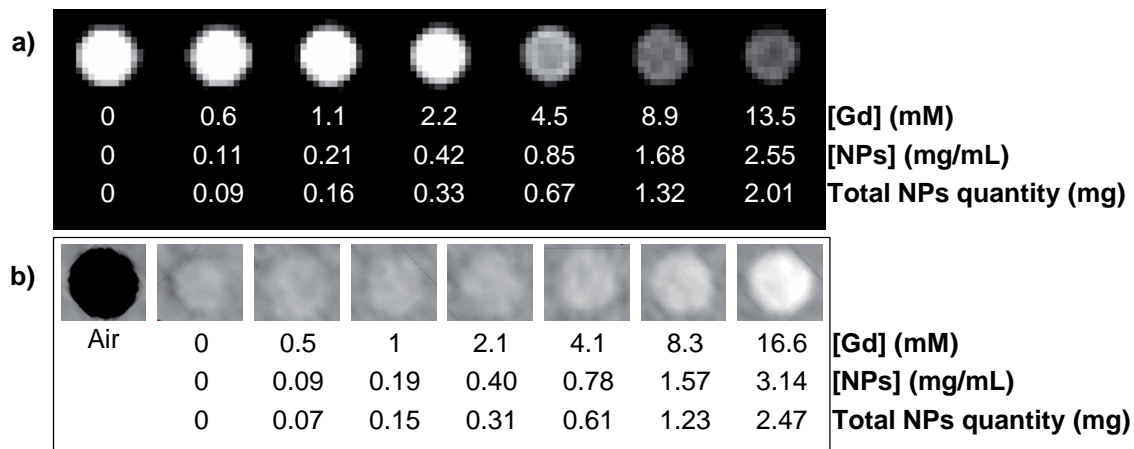 a)
0 0.6 1.1 2.2 4.5 8.9 13.5 [Gd] (mM)
0 0.11 0.21 0.42 0.85 1.68 2.55 [NPs] (mg/mL)
0 0.09 0.16 0.33 0.67 1.32 2.01 Total NPs quantity (mg)
b)
Air 0 0.5 1 2.1 4.1 8.3 16.6 [Gd] (mM)
0 0.09 0.19 0.40 0.78 1.57 3.14 [NPs] (mg/mL)
0 0.07 0.15 0.31 0.61 1.23 2.47 Total NPs quantity (mg)